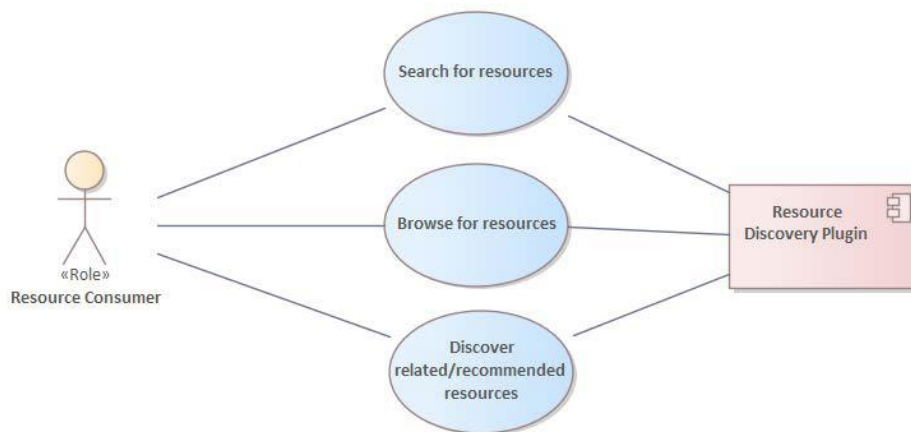 Search for resources
Browse for resources
Resource
Discovery Plugin
«Role»
Resource Consumer
Discover
related/recommended
resources